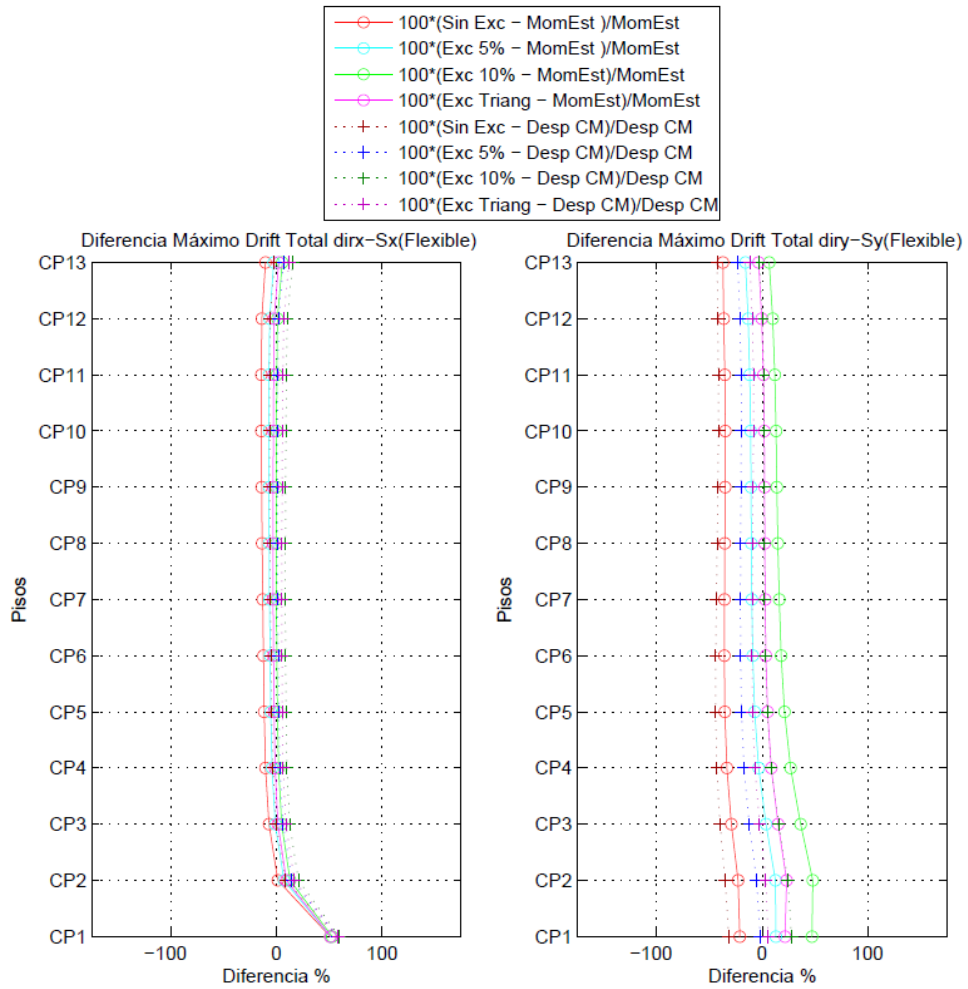 100*(Sin Exc − MomEst )/MomEst
100*(Exc 5% − MomEst )/MomEst
100*(Exc 10% − MomEst)/MomEst
100*(Exc Triang − MomEst)/MomEst
100*(Sin Exc − Desp CM)/Desp CM
100*(Exc 5% − Desp CM)/Desp CM
100*(Exc 10% − Desp CM)/Desp CM
100*(Exc Triang − Desp CM)/Desp CM
Diferencia Máximo Drift Total dirx−Sx(Flexible)
CP13
CP12
CP11
CP10
CP9
CP8
CP7
CP6
CP5
CP4
CP3
CP2
CP1
Pisos
−100
0
100
Diferencia %
Diferencia Máximo Drift Total diry−Sy(Flexible)
CP13
CP12
CP11
CP10
CP9
CP8
CP7
CP6
CP5
CP4
CP3
CP2
CP1
Pisos
−100
0
100
Diferencia %